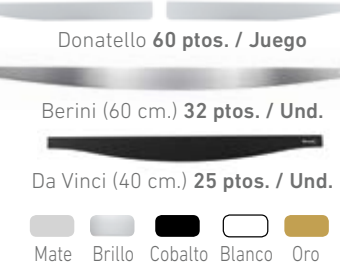 Donatello 60 ptos. / Juego
Berini (60 cm.) 32 ptos. / Und.
Da Vinci (40 cm.) 25 ptos. / Und.
Mate Brillo Cobalto Blanco Oro